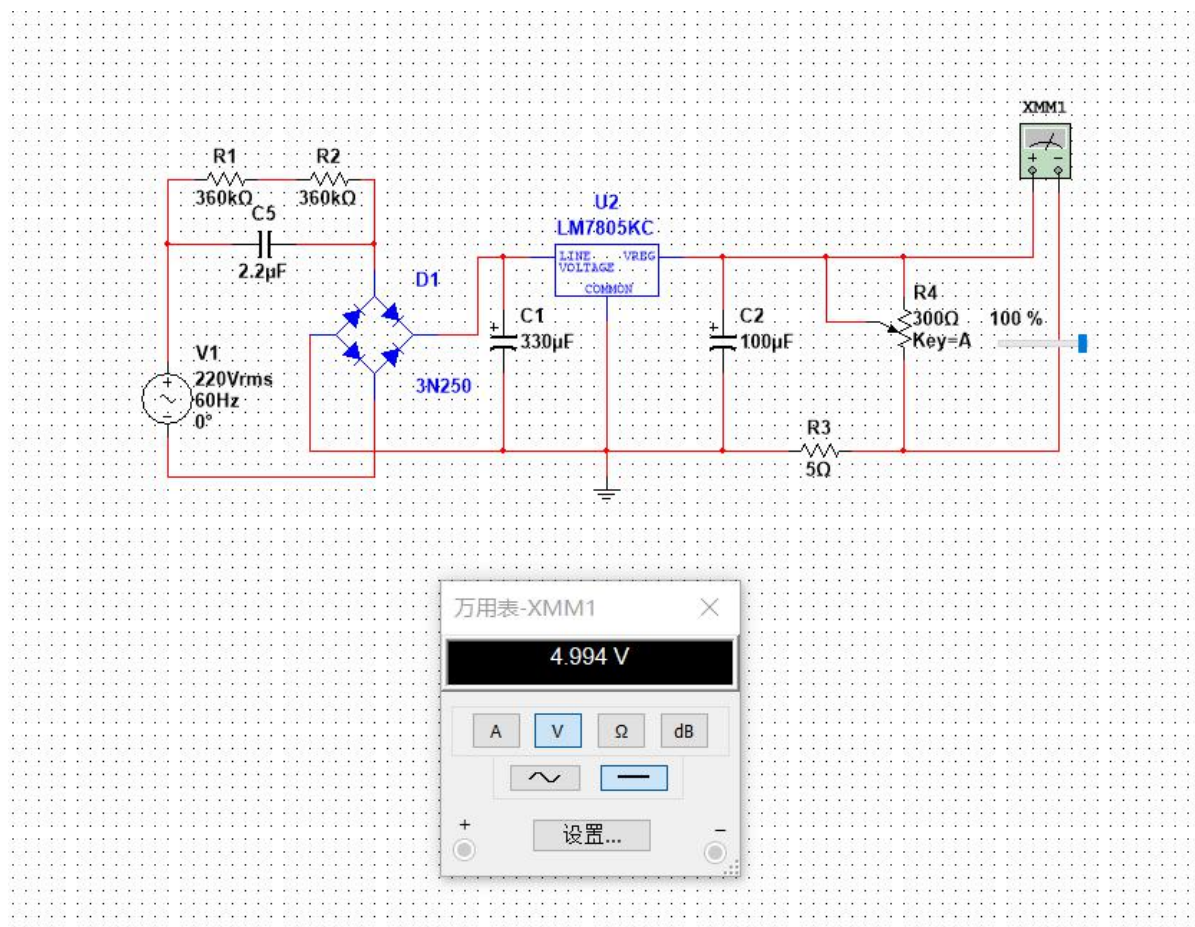 XMM1
R1
R2
360kΩ
360kΩ
C5
2.2µF
U2
LM7805KC
LINE VREG
VOLTAGE
COMMON
D1
3N250
V1
220Vrms
60Hz
0°
C1
330µF
C2
100µF
R4
300Ω
Key=A
100 %
R3
5Ω
万用表-XMM1
4.994 V
A
V
Ω
dB
设置...